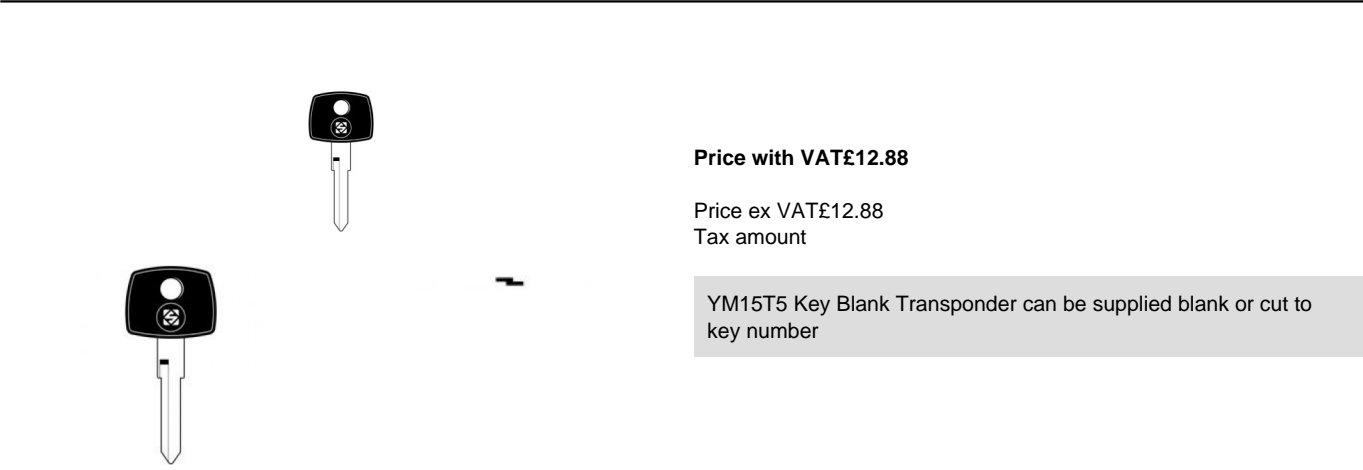 Price with VAT£12.88
Price ex VAT£12.88
Tax amount
YM15T5 Key Blank Transponder can be supplied blank or cut to
key number